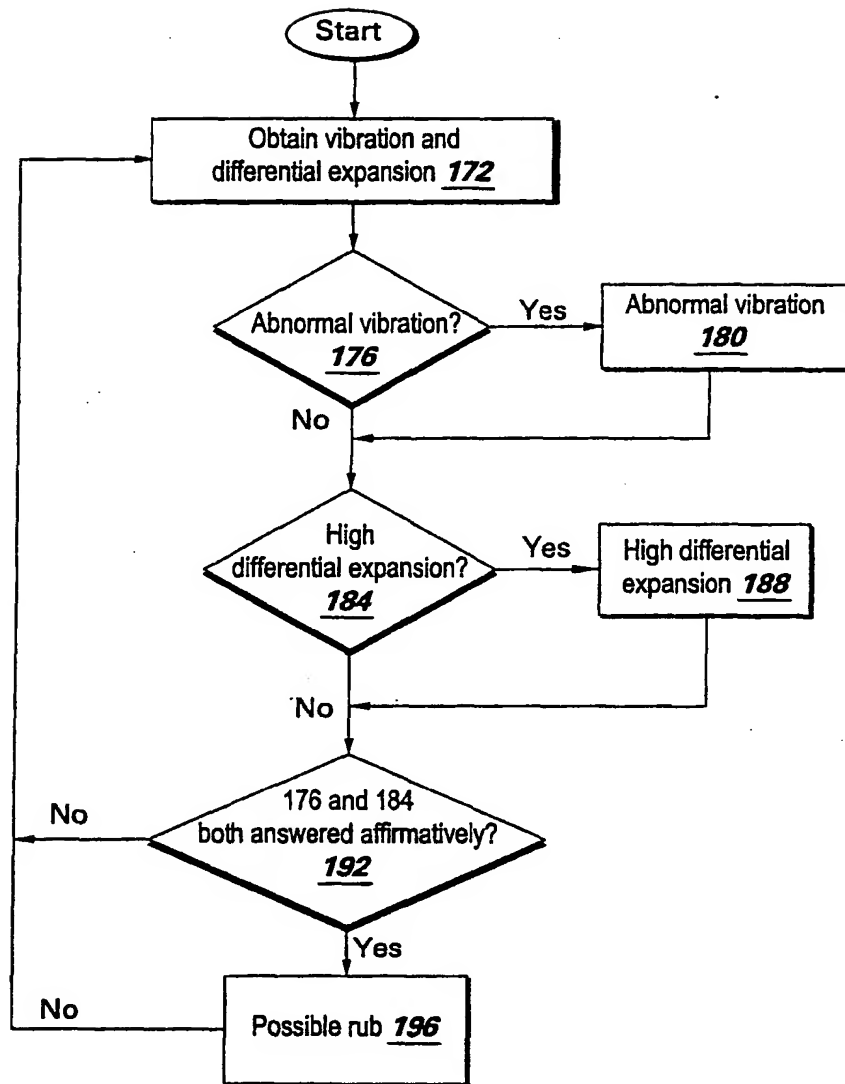 Start
Obtain vibration and
differential expansion 172
Abnormal vibration?
176
Yes
Abnormal vibration
180
No
High
differential expansion?
184
Yes
High differential
expansion 188
No
176 and 184
both answered affirmatively?
192
No
Yes
Possible rub 196
No